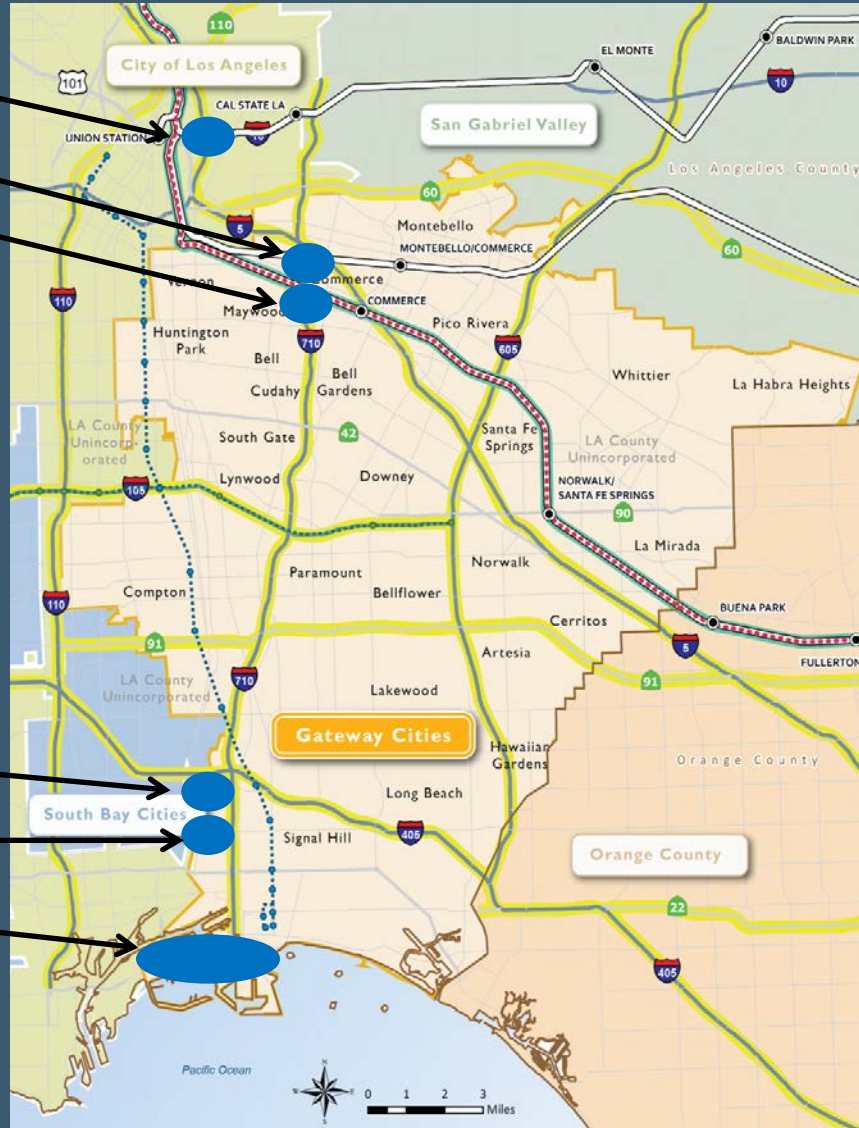 110
City of Los Angeles
101
EL MONTE
BALDWIN PARK
10
CAL STATE LA
UNION STATION
10
San Gabriel Valley
Los Angeles County
60
5
Montebello
MONTEBELLO/COMMERCE
60
Vernon
Commerce
COMMERCE
110
Maywood
Pico Rivera
Huntington
Park
710
605
Bell
Bell
Gardens
Cudahy
Whittier
La Habra Heights
LA County
Unincorp-
orated
South Gate
42
Santa Fe
Springs
LA County
Unincorporated
Lynwood
Downey
105
NORWALK/
SANTA FE SPRINGS
90
La Mirada
Norwalk
Paramount
Compton
Bellflower
110
BUENA PARK
Cerritos
91
5
FULLERTON
Artesia
LA County
Unincorporated
710
Lakewood
91
Gateway Cities
Hawaiian
Gardens
Orange County
Long Beach
South Bay Cities
Signal Hill
405
Orange County
22
405
Pacific Ocean
N
W
E
S
0 1 2 3
Miles